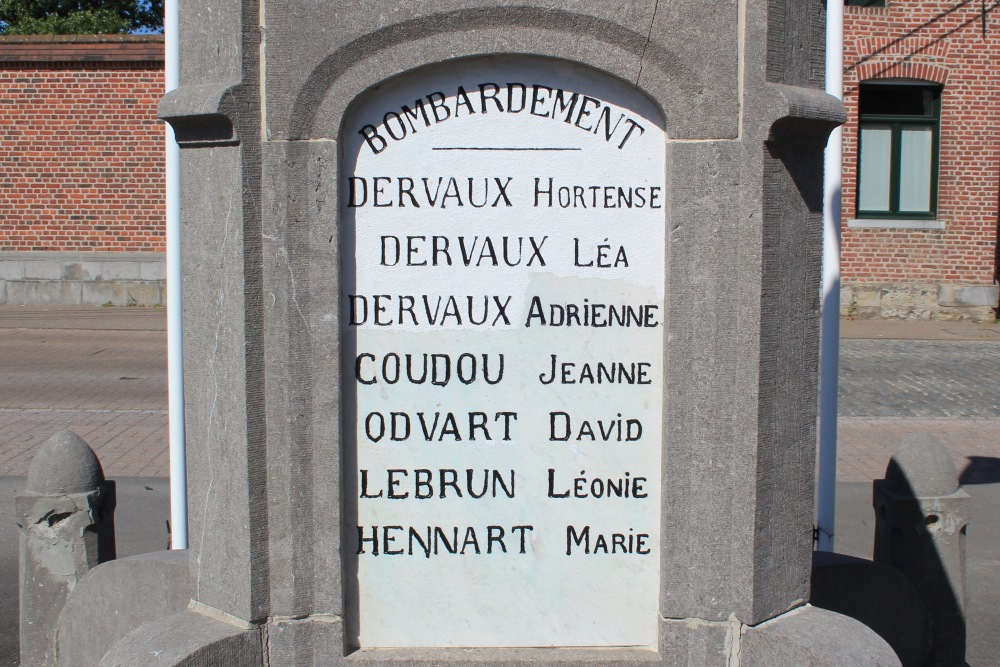 BOMBARDEMENT
DERVAUX HORTENSE
DERVAUX LÉA
DERVAUX ADRIENNE
COUDOU JEANNE
ODVART DAVID
LEBRUN LÉONIE
HENNART MARIE